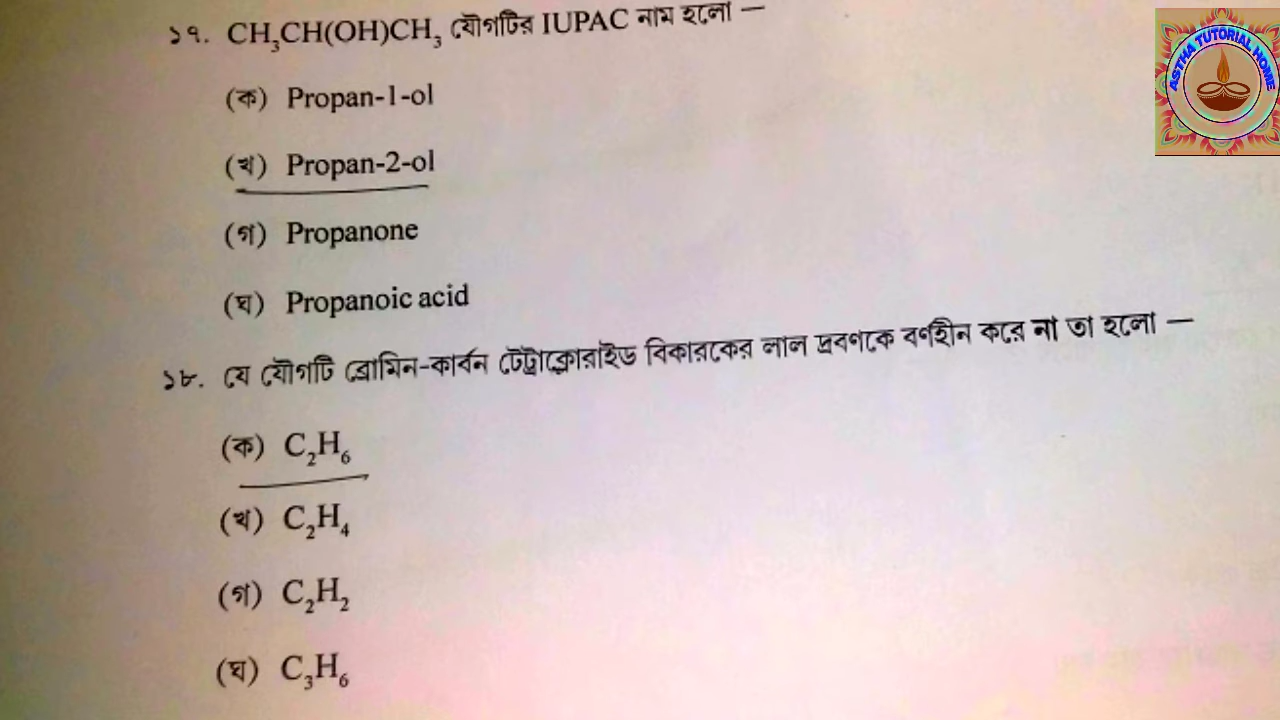 ১৭. CH₃CH(OH)CH₃ যৌগটির IUPAC নাম হলো —
(ক) Propan-1-ol
(খ) Propan-2-ol
(গ) Propanone
(ঘ) Propanoic acid
১৮. যে যৌগটি ব্রোমিন-কার্বন টেট্রাক্লোরাইড বিকারকের লাল দ্রবণকে বর্ণহীন করে না তা হলো —
(ক) C₂H₆
(খ) C₂H₄
(গ) C₂H₂
(ঘ) C₃H₆
ASTHA TUTORIAL HOME